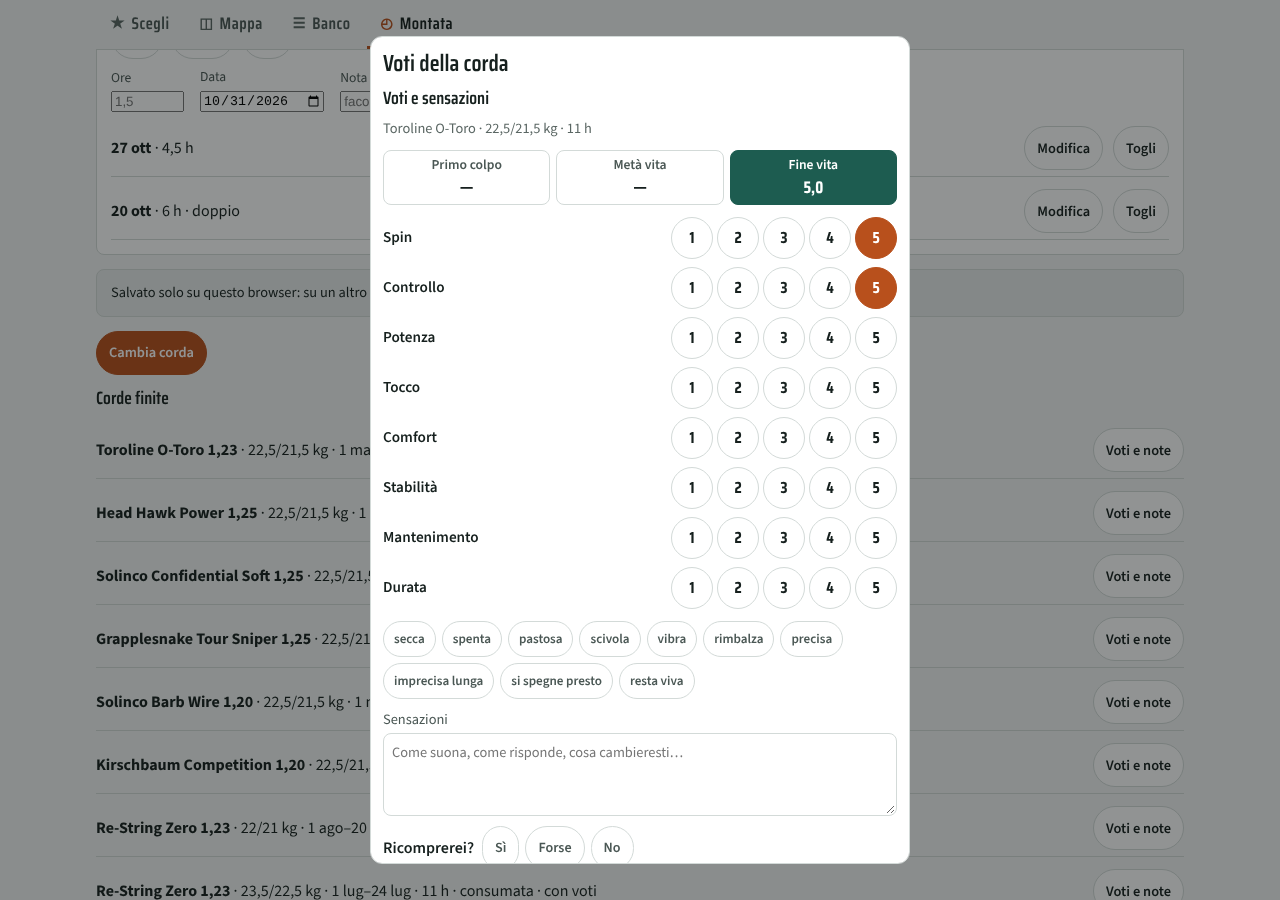 ★ Scegli
Mappa
Banco
Montata
Voti della corda
Voti e sensazioni
Toroline O-Toro · 22,5/21,5 kg · 11 h
Primo colpo
—
Metà vita
—
Fine vita
5,0
Spin 1 2 3 4 5
Controllo 1 2 3 4 5
Potenza 1 2 3 4 5
Tocco 1 2 3 4 5
Comfort 1 2 3 4 5
Stabilità 1 2 3 4 5
Mantenimento 1 2 3 4 5
Durata 1 2 3 4 5
secca spenta pastosa scivola vibra rimbalza precisa
imprecisa lunga si spegne presto resta viva
Sensazioni
Come suona, come risponde, cosa cambieresti…
Ricomprerei? Sì Forse No
Ore Data Nota
1,5 10/31/2026 faco
27 ott · 4,5 h Modifica Togli
20 ott · 6 h · doppio Modifica Togli
Salvato solo su questo browser: su un altro
Cambia corda
Corde finite
Toroline O-Toro 1,23 · 22,5/21,5 kg · 1 ma Voti e note
Head Hawk Power 1,25 · 22,5/21,5 kg · 1 Voti e note
Solinco Confidential Soft 1,25 · 22,5/21,5 Voti e note
Grapplesnake Tour Sniper 1,25 · 22,5/21 Voti e note
Solinco Barb Wire 1,20 · 22,5/21,5 kg · 1 Voti e note
Kirschbaum Competition 1,20 · 22,5/21, Voti e note
Re-String Zero 1,23 · 22/21 kg · 1 ago–20 Voti e note
Re-String Zero 1,23 · 23,5/22,5 kg · 1 lug–24 lug · 11 h · consumata · con voti Voti e note